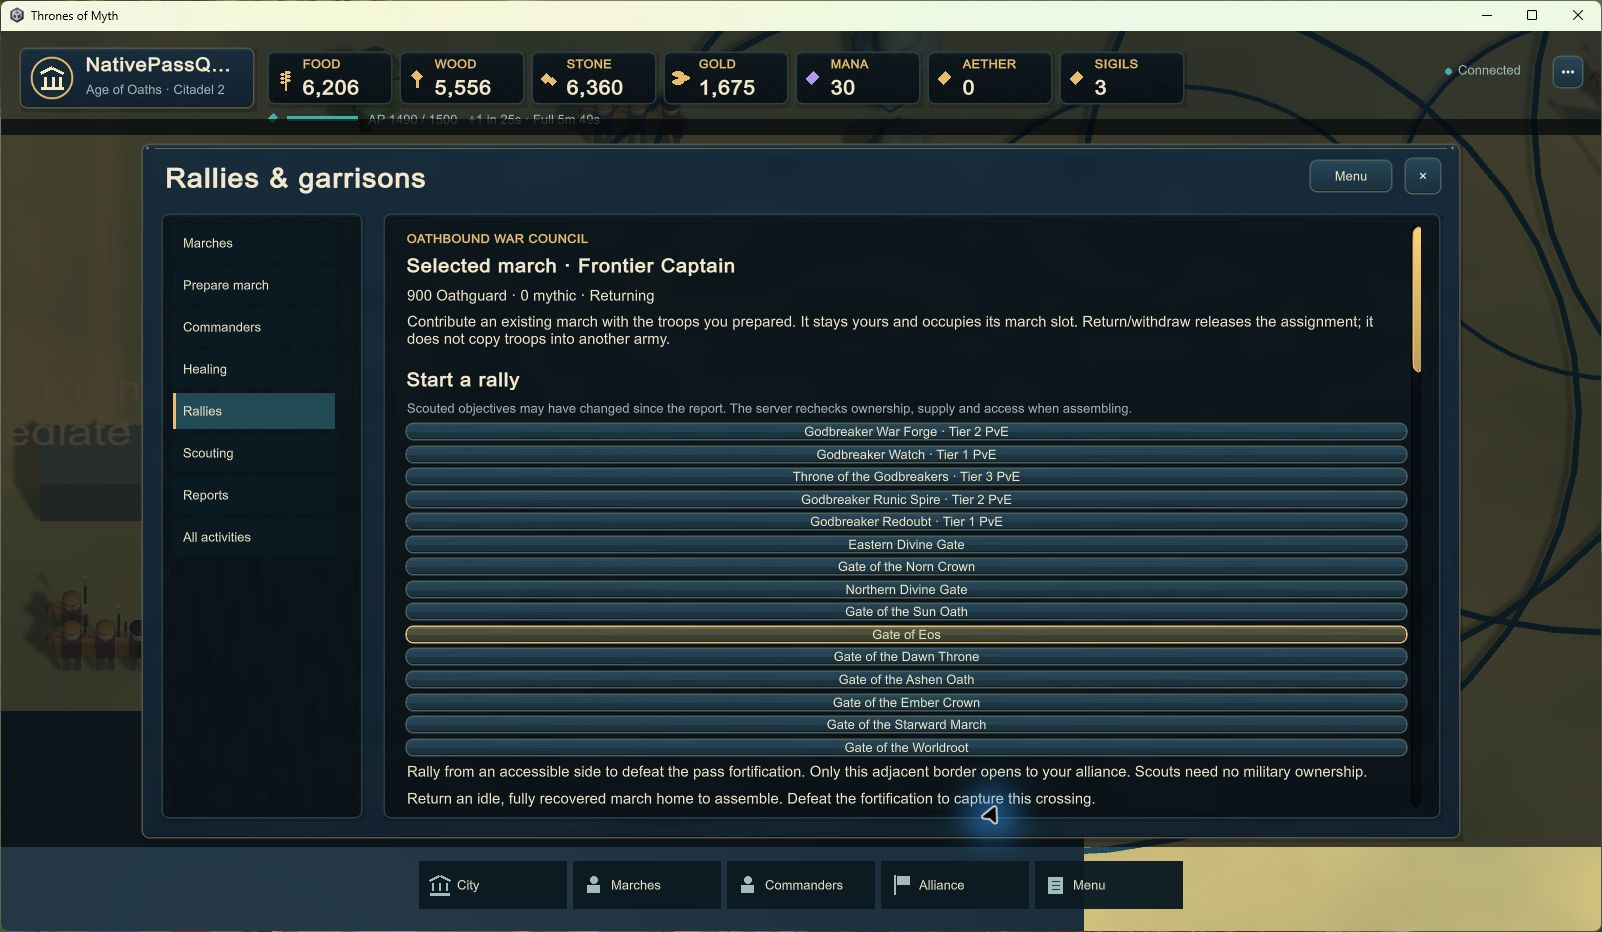 Thrones of Myth
NativePassQ...
Age of Oaths · Citadel 2
FOOD
6,206
WOOD
5,556
STONE
6,360
GOLD
1,675
MANA
30
AETHER
0
SIGILS
3
Connected
AP 1490 / 1500 · +1 in 25s · Full 5m 49s
Rallies & garrisons
Menu
Marches
Prepare march
Commanders
Healing
Rallies
Scouting
Reports
All activities
OATHBOUND WAR COUNCIL
Selected march · Frontier Captain
900 Oathguard · 0 mythic · Returning
Contribute an existing march with the troops you prepared. It stays yours and occupies its march slot. Return/withdraw releases the assignment; it
does not copy troops into another army.
Start a rally
Scouted objectives may have changed since the report. The server rechecks ownership, supply and access when assembling.
Godbreaker War Forge · Tier 2 PvE
Godbreaker Watch · Tier 1 PvE
Throne of the Godbreakers · Tier 3 PvE
Godbreaker Runic Spire · Tier 2 PvE
Godbreaker Redoubt · Tier 1 PvE
Eastern Divine Gate
Gate of the Norn Crown
Northern Divine Gate
Gate of the Sun Oath
Gate of Eos
Gate of the Dawn Throne
Gate of the Ashen Oath
Gate of the Ember Crown
Gate of the Starward March
Gate of the Worldroot
Rally from an accessible side to defeat the pass fortification. Only this adjacent border opens to your alliance. Scouts need no military ownership.
Return an idle, fully recovered march home to assemble. Defeat the fortification to capture this crossing.
City
Marches
Commanders
Alliance
Menu